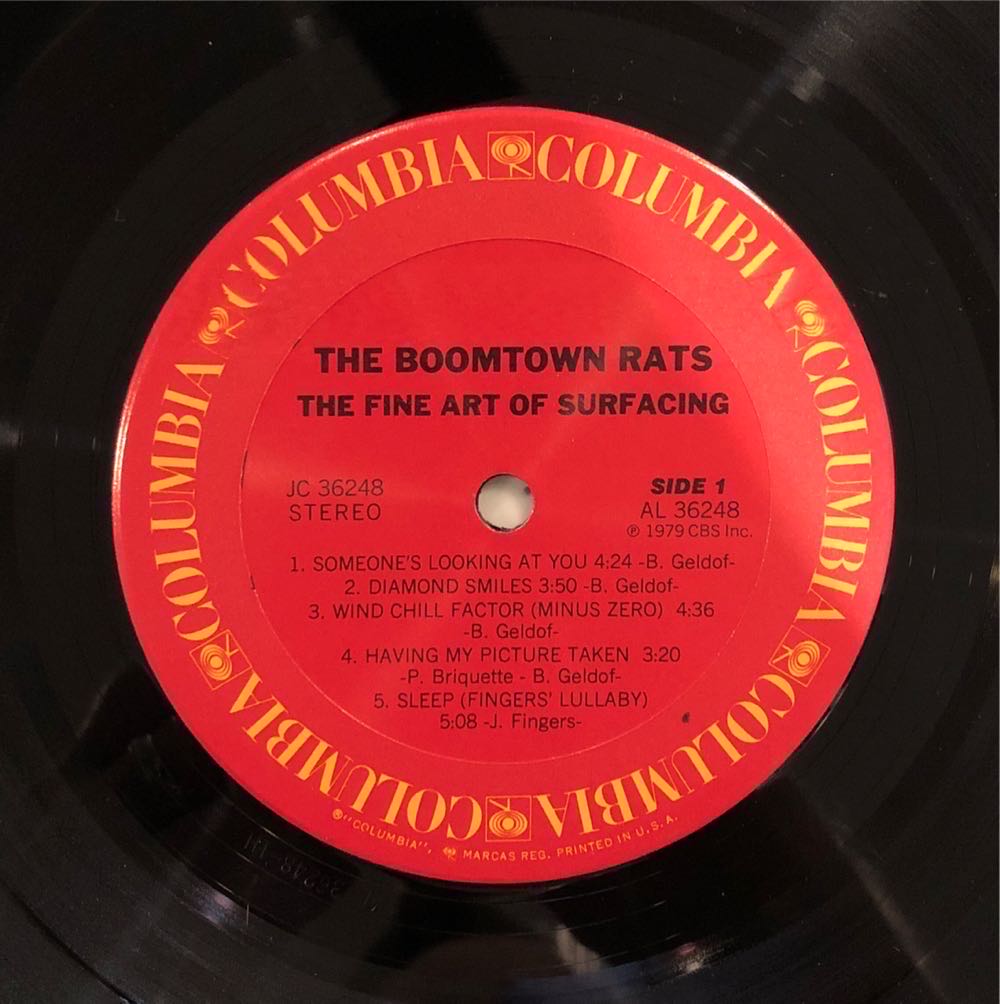 COLUMBIA COLUMBIA COLUMBIA COLUMBIA COLUMBIA COLUMBIA
THE BOOMTOWN RATS
THE FINE ART OF SURFACING
JC 36248
STEREO
SIDE 1
AL 36248
℗ 1979 CBS Inc.
1. SOMEONE'S LOOKING AT YOU 4:24 -B. Geldof-
2. DIAMOND SMILES 3:50 -B. Geldof-
3. WIND CHILL FACTOR (MINUS ZERO) 4:36
-B. Geldof-
4. HAVING MY PICTURE TAKEN 3:20
-P. Briquette - B. Geldof-
5. SLEEP (FINGERS' LULLABY)
5:08 -J. Fingers-
®"COLUMBIA", MARCAS REG. PRINTED IN U.S.A.